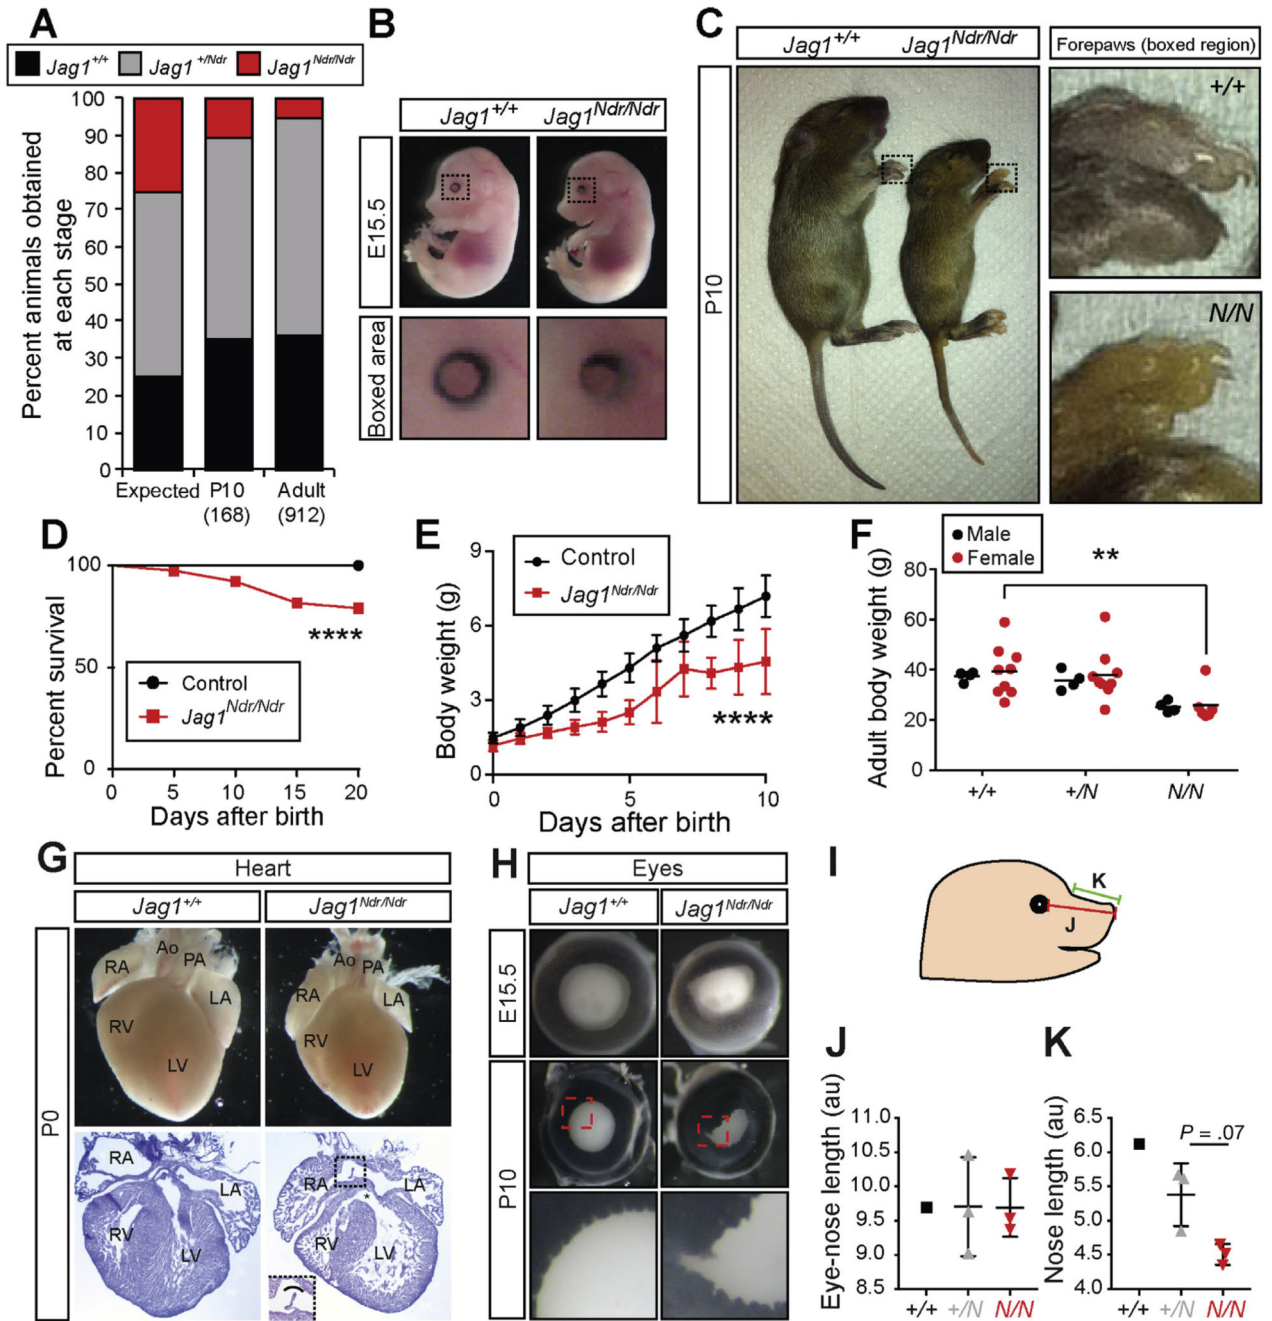 A
Jag1+/+ Jag1+/Ndr Jag1Ndr/Ndr
Percent animals obtained
at each stage
100
90
80
70
60
50
40
30
20
10
0
Expected P10 Adult
(168) (912)
B
Jag1+/+ Jag1Ndr/Ndr
E15.5
Boxed area
C
Jag1+/+ Jag1Ndr/Ndr
Forepaws (boxed region)
P10
+/+
N/N
D
Percent survival
100
50
0
****
Control
Jag1Ndr/Ndr
0 5 10 15 20
Days after birth
E
Body weight (g)
9
6
3
0
Control
Jag1Ndr/Ndr
****
0 5 10
Days after birth
F
Male
Female
**
Adult body weight (g)
80
60
40
20
0
+/+ +/N N/N
G
Heart
Jag1+/+ Jag1Ndr/Ndr
P0
Ao PA
RA
LA
RV
LV
Ao PA
RA LA
RV
LV
RA
LA
RV
LV
RA
*
LA
RV
LV
H
Eyes
Jag1+/+ Jag1Ndr/Ndr
E15.5
P10
I
K
J
J
Eye-nose length (au)
11.0
10.5
10.0
9.5
9.0
8.5
+/+ +/N N/N
K
Nose length (au)
6.5
6.0
5.5
5.0
4.5
4.0
P = .07
+/+ +/N N/N